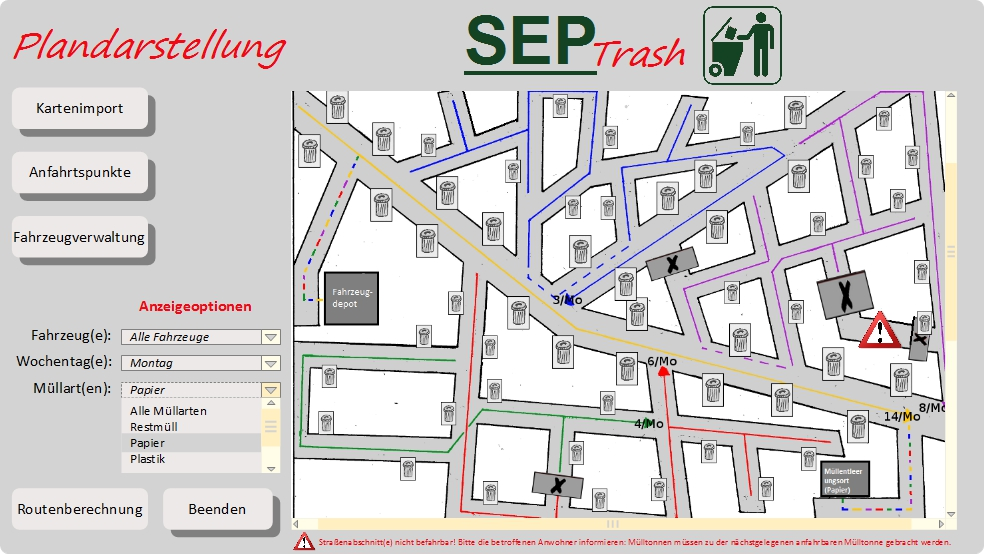 Plandarstellung
SEP Trash
Kartenimport
Anfahrtspunkte
Fahrzeugverwaltung
Anzeigeoptionen
Fahrzeug(e): Alle Fahrzeuge
Wochentag(e): Montag
Müllart(en): Papier
Alle Müllarten
Restmüll
Papier
Plastik
Routenberechnung
Beenden
Fahrzeug-
depot
3/Mo
6/Mo
4/Mo
8/Mo
14/Mo
Müllentleer
ungsort
(Papier)
Straßenabschnitt(e) nicht befahrbar! Bitte die betroffenen Anwohner informieren: Mülltonnen müssen zu der nächstgelegenen anfahrbaren Mülltonne gebracht werden.